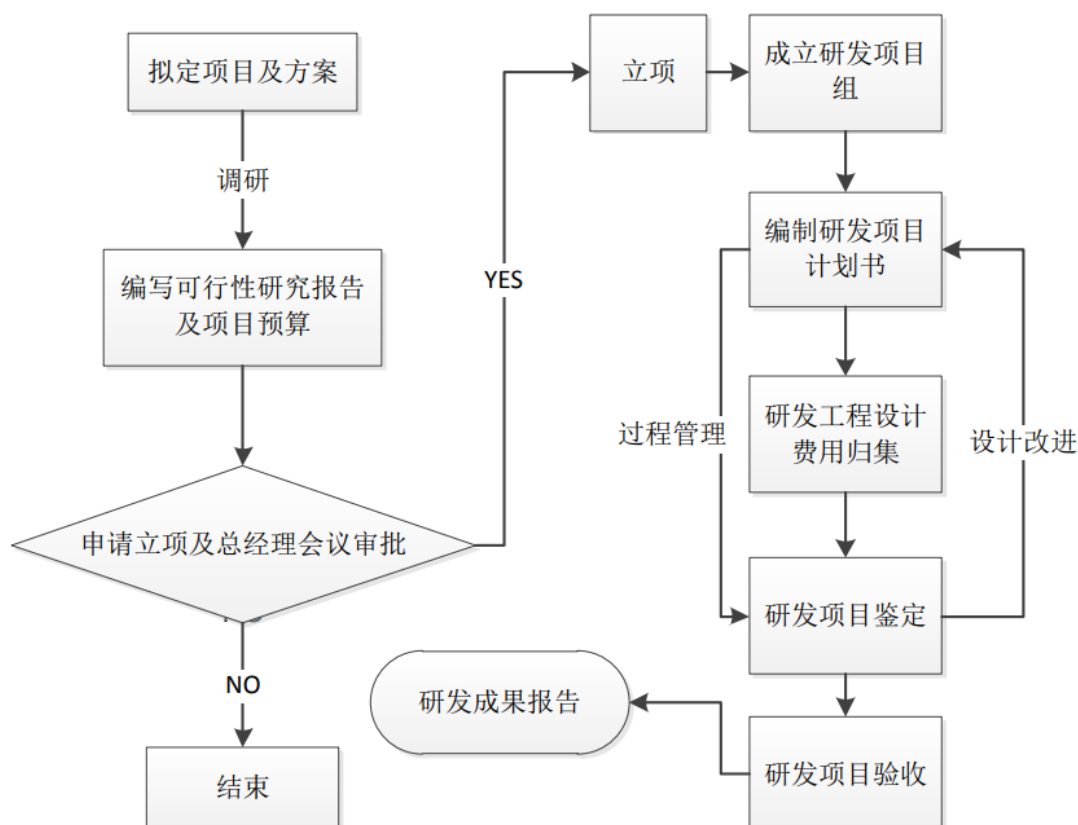 拟定项目及方案
调研
编写可行性研究报告
及项目预算
申请立项及总经理会议审批
NO
结束
YES
立项
成立研发项目
组
编制研发项目
计划书
过程管理
研发工程设计
费用归集
设计改进
研发项目鉴定
研发项目验收
研发成果报告